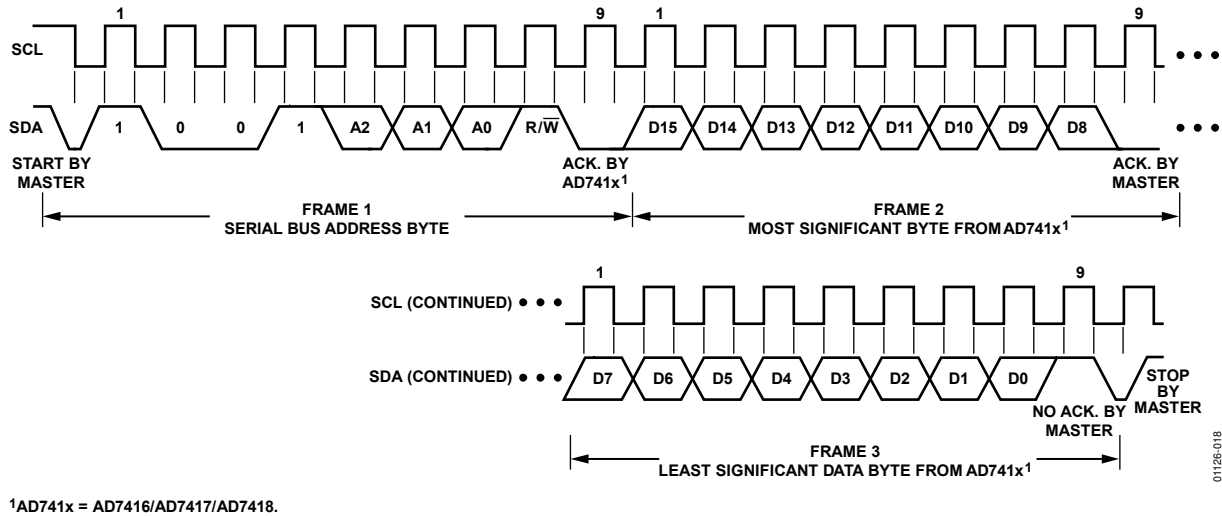 1 9 1 9
SCL
SDA 1 0 0 1 A2 A1 A0 R/W̅ D15 D14 D13 D12 D11 D10 D9 D8
START BY
MASTER
ACK. BY
AD741x¹
ACK. BY
MASTER
FRAME 1
SERIAL BUS ADDRESS BYTE
FRAME 2
MOST SIGNIFICANT BYTE FROM AD741x¹
1 9
SCL (CONTINUED)
SDA (CONTINUED) D7 D6 D5 D4 D3 D2 D1 D0
NO ACK. BY
MASTER
STOP
BY
MASTER
FRAME 3
LEAST SIGNIFICANT DATA BYTE FROM AD741x¹
01126-018
¹AD741x = AD7416/AD7417/AD7418.